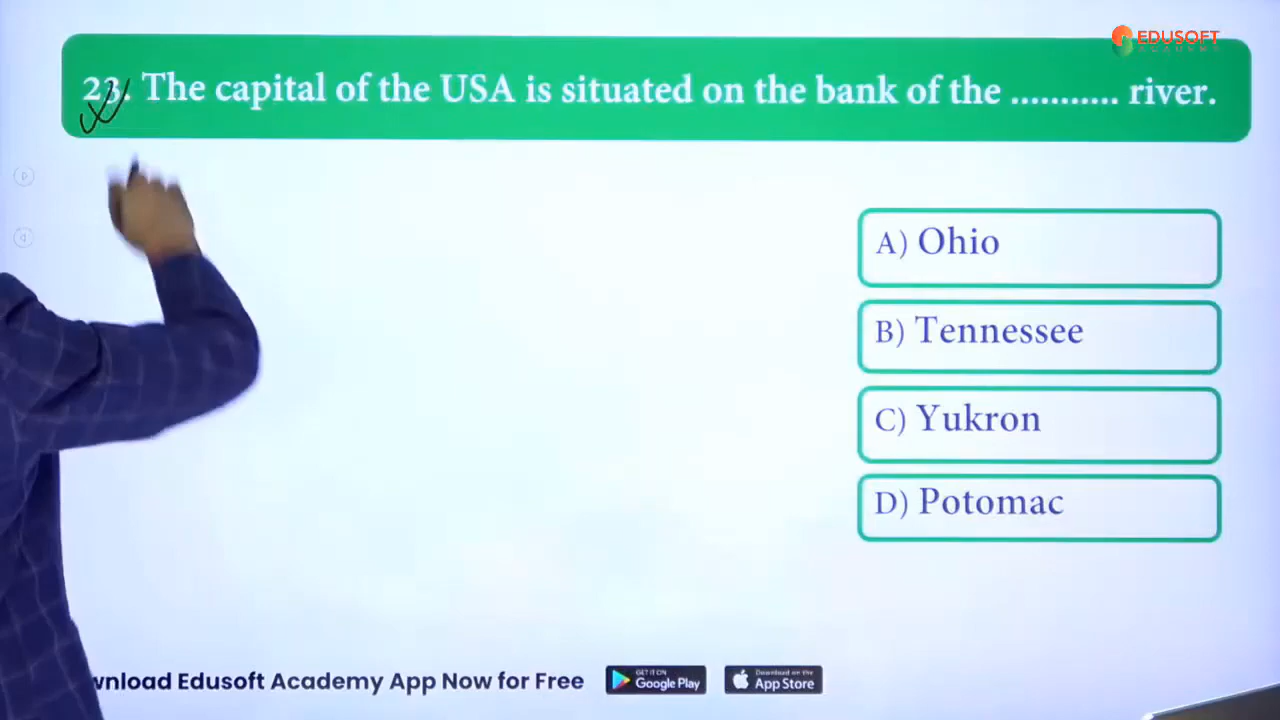 EDUSOFT
ACADEMY
23. The capital of the USA is situated on the bank of the ........... river.
A) Ohio
B) Tennessee
C) Yukron
D) Potomac
wnload Edusoft Academy App Now for Free
GET IT ON
Google Play
Download on the
App Store